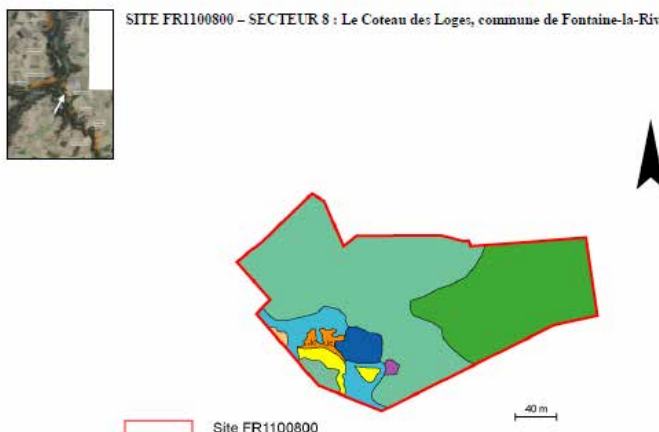 SITE FR1100800 – SECTEUR 8 : Le Coteau des Loges, commune de Fontaine-la-Riv
40 m
Site FR1100800